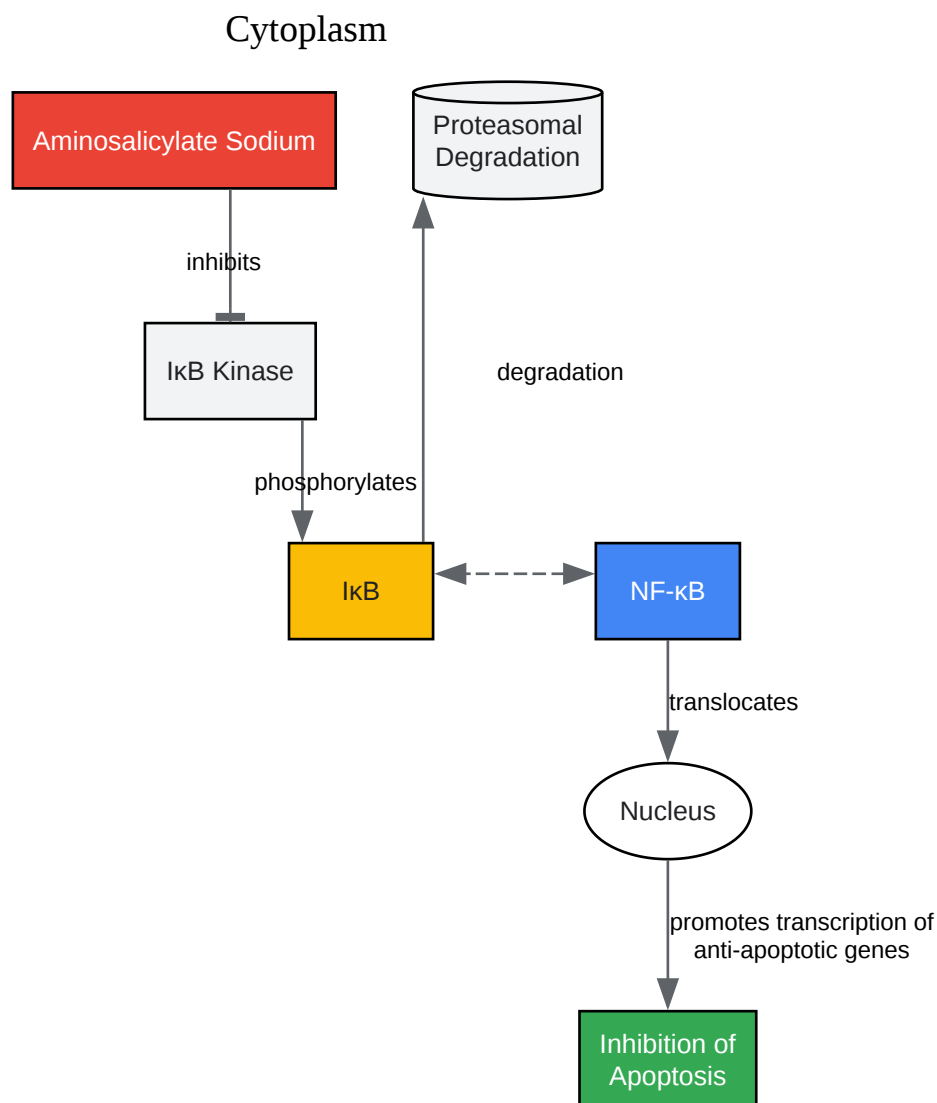 Cytoplasm
Aminosalicylate Sodium
Proteasomal
Degradation
inhibits
IκB Kinase
degradation
phosphorylates
IκB
NF-κB
translocates
Nucleus
promotes transcription of
anti-apoptotic genes
Inhibition of
Apoptosis